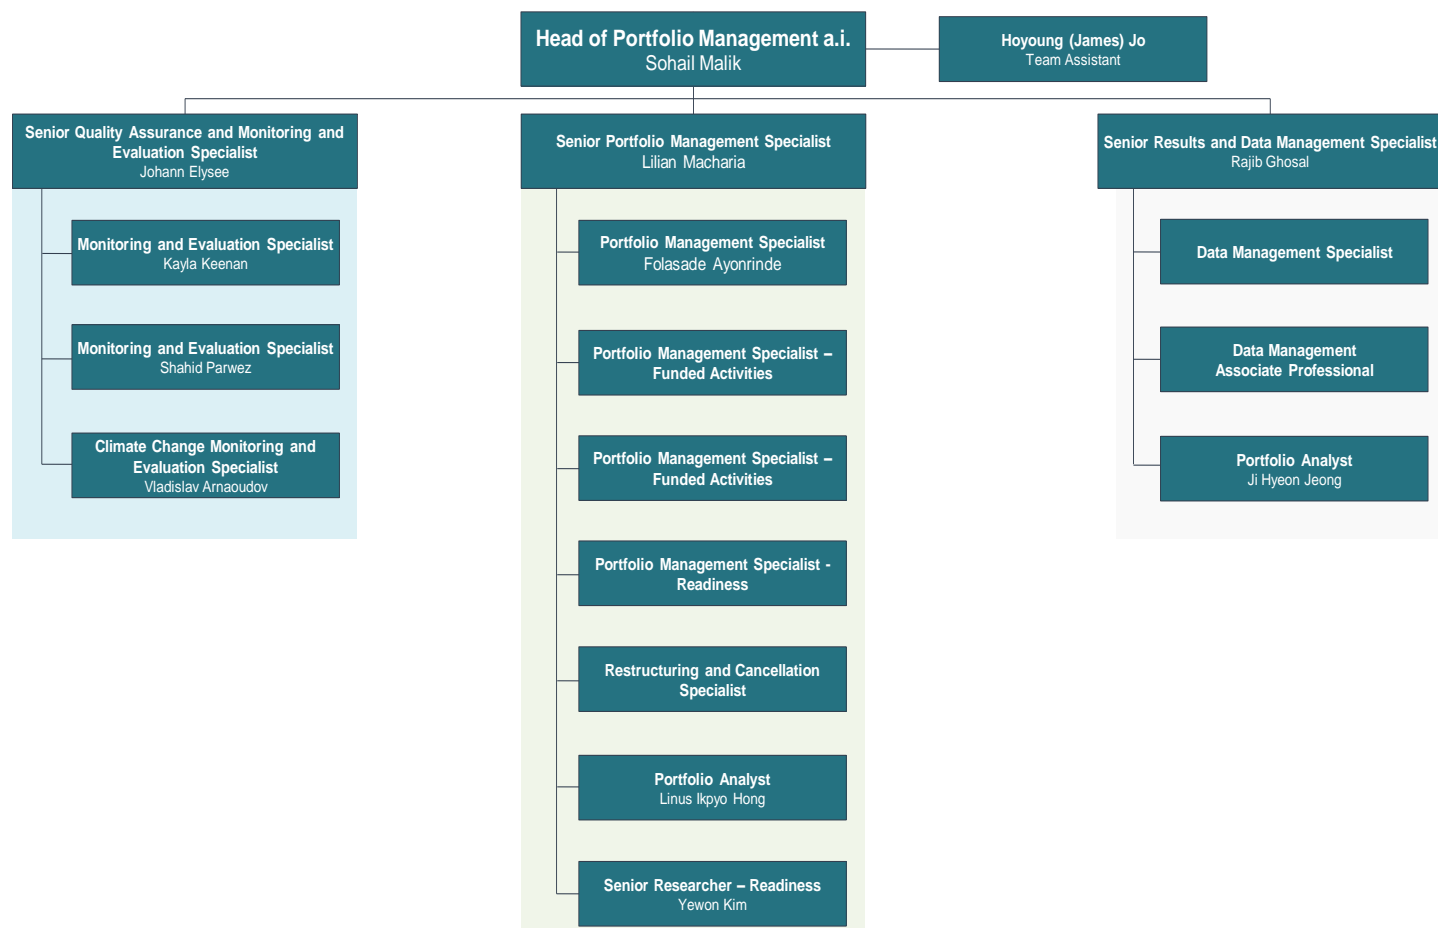 Head of Portfolio Management a.i.
Sohail Malik
Hoyoung (James) Jo
Team Assistant
Senior Quality Assurance and Monitoring and
Evaluation Specialist
Johann Elysee
Monitoring and Evaluation Specialist
Kayla Keenan
Monitoring and Evaluation Specialist
Shahid Parwez
Climate Change Monitoring and
Evaluation Specialist
Vladislav Arnaoudov
Senior Portfolio Management Specialist
Lilian Macharia
Portfolio Management Specialist
Folasade Ayonrinde
Portfolio Management Specialist –
Funded Activities
Portfolio Management Specialist –
Funded Activities
Portfolio Management Specialist -
Readiness
Restructuring and Cancellation
Specialist
Portfolio Analyst
Linus Ikpyo Hong
Senior Researcher – Readiness
Yewon Kim
Senior Results and Data Management Specialist
Rajib Ghosal
Data Management Specialist
Data Management
Associate Professional
Portfolio Analyst
Ji Hyeon Jeong